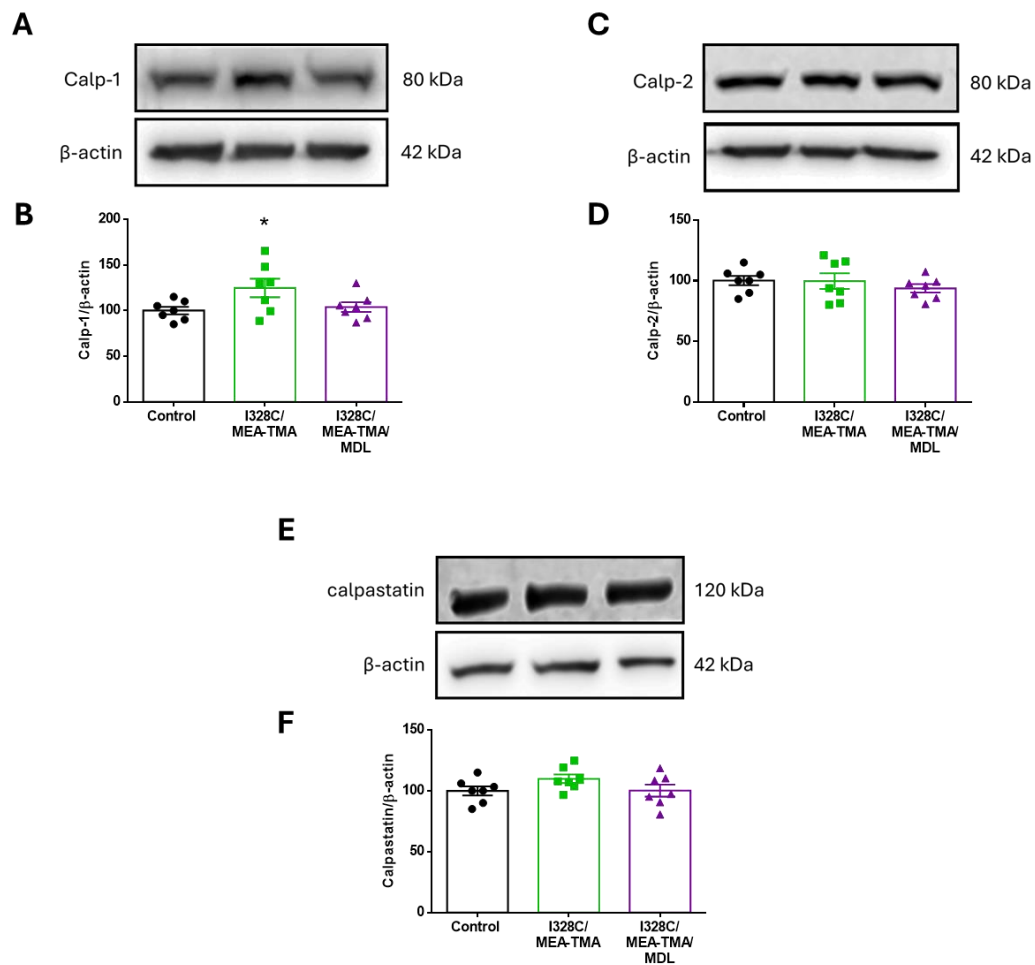 A
Calp-1
80 kDa
β-actin
42 kDa
B
Calp-1/β-actin
200
150
100
50
0
*
Control
I328C/
MEA-TMA
I328C/
MEA-TMA/
MDL
C
Calp-2
80 kDa
β-actin
42 kDa
D
Calp-2/β-actin
150
100
50
0
Control
I328C/
MEA-TMA
I328C/
MEA-TMA/
MDL
E
calpastatin
120 kDa
β-actin
42 kDa
F
Calpastatin/β-actin
150
100
50
0
Control
I328C/
MEA-TMA
I328C/
MEA-TMA/
MDL